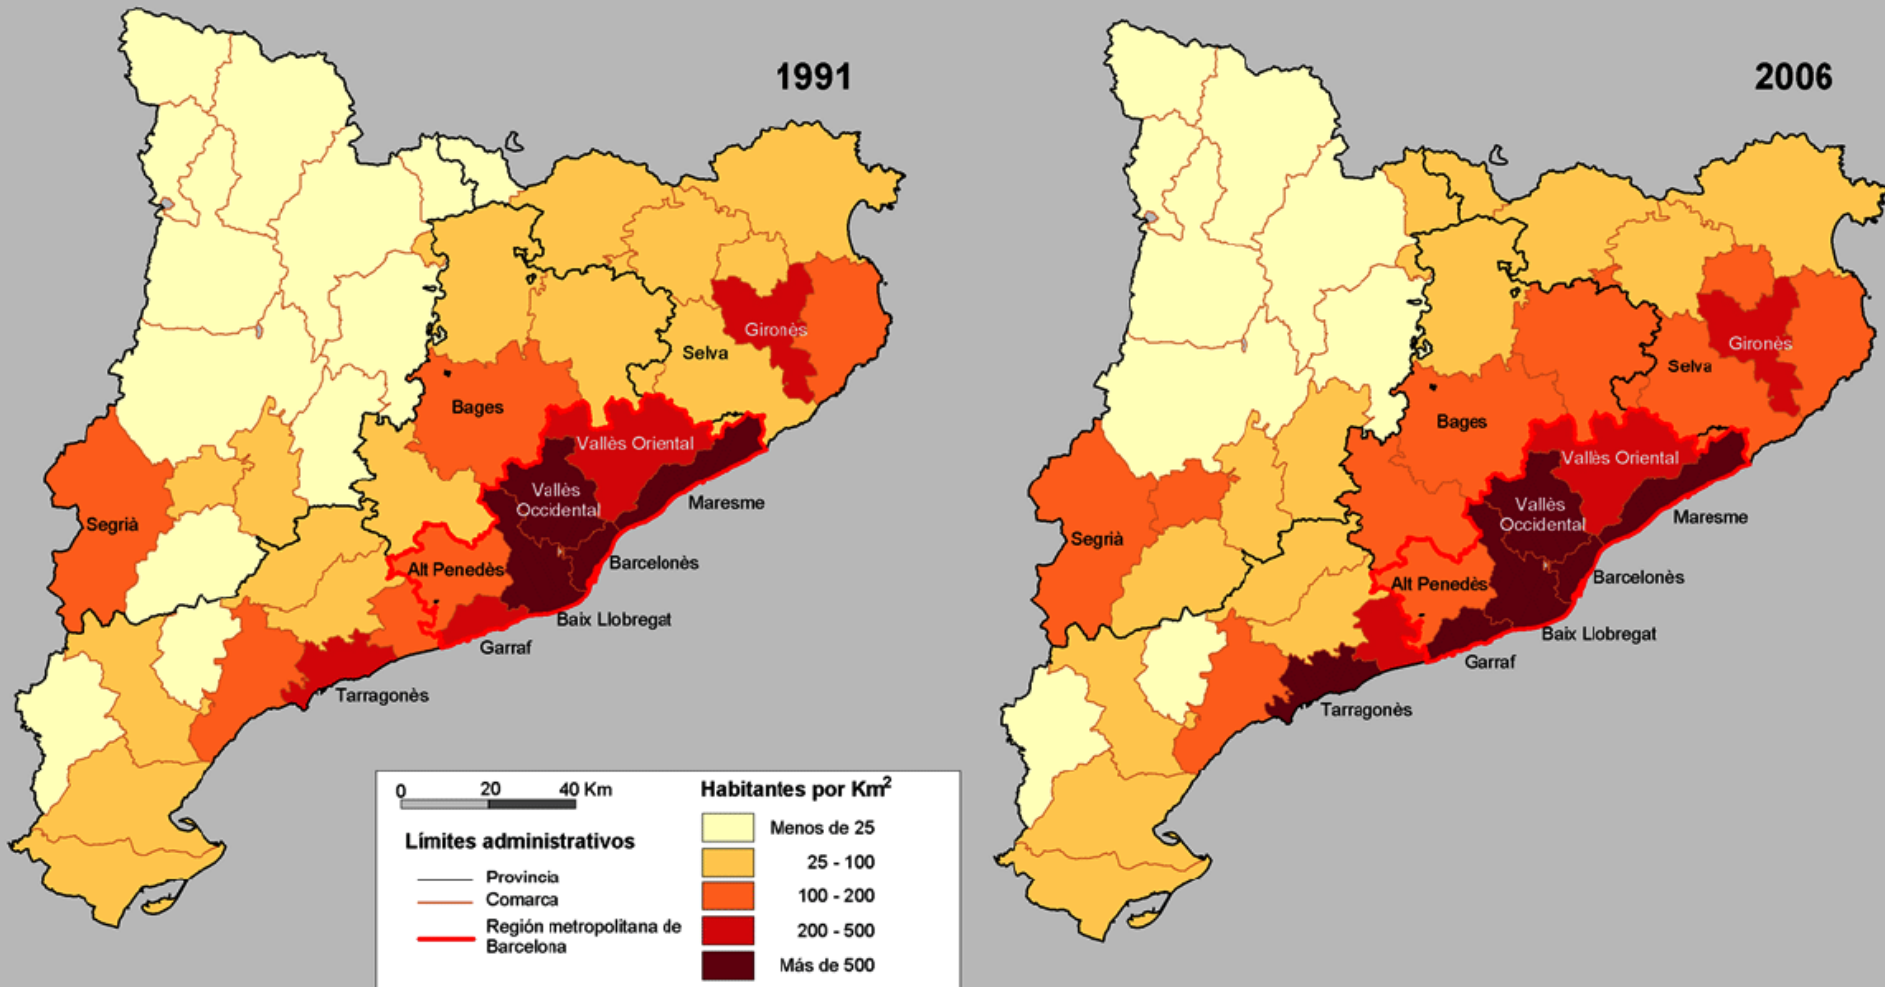 1991
Gironès
Selva
Bages
Vallès Oriental
Vallès
Occidental
Maresme
Segrià
Alt Penedès
Barcelonès
Baix Llobregat
Garraf
Tarragonès
2006
Gironès
Selva
Bages
Vallès Oriental
Vallès
Occidental
Maresme
Segrià
Alt Penedès
Barcelonès
Baix Llobregat
Garraf
Tarragonès
0 20 40 Km
Límites administrativos
Provincia
Comarca
Región metropolitana de
Barcelona
Habitantes por Km²
Menos de 25
25 - 100
100 - 200
200 - 500
Más de 500